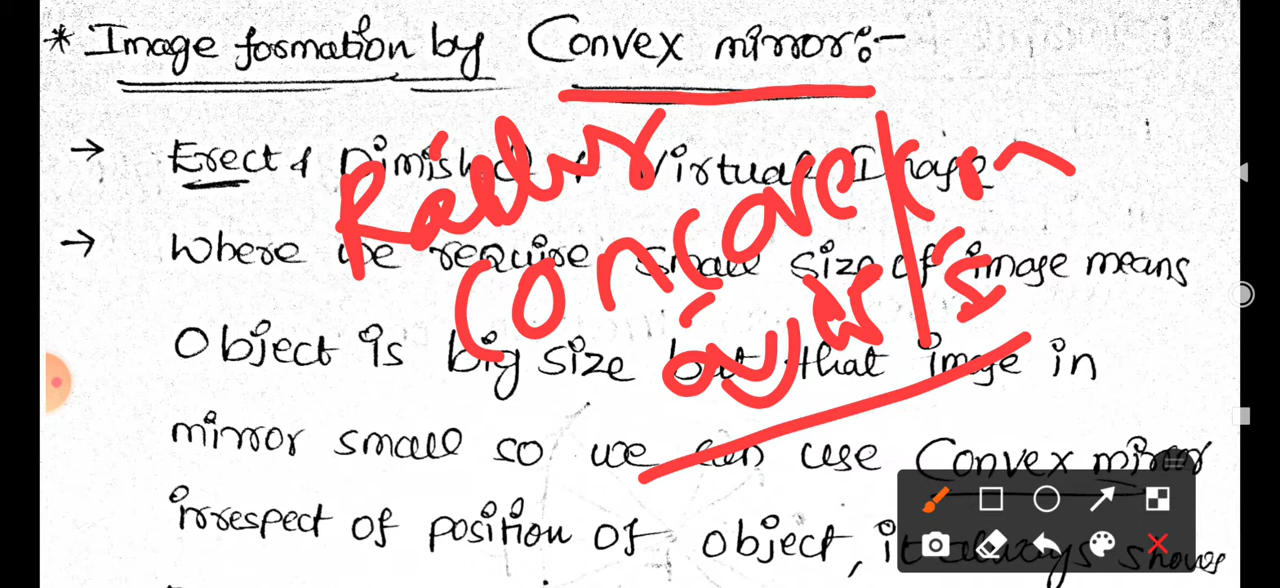 * Image formation by Convex mirror:-
→ Erect & Diminished & Virtual Image
→ Where we require small size of image means
Object is big size but that image in
mirror small so we can use Convex mirror
irrespect of position of object, it always shows
concave